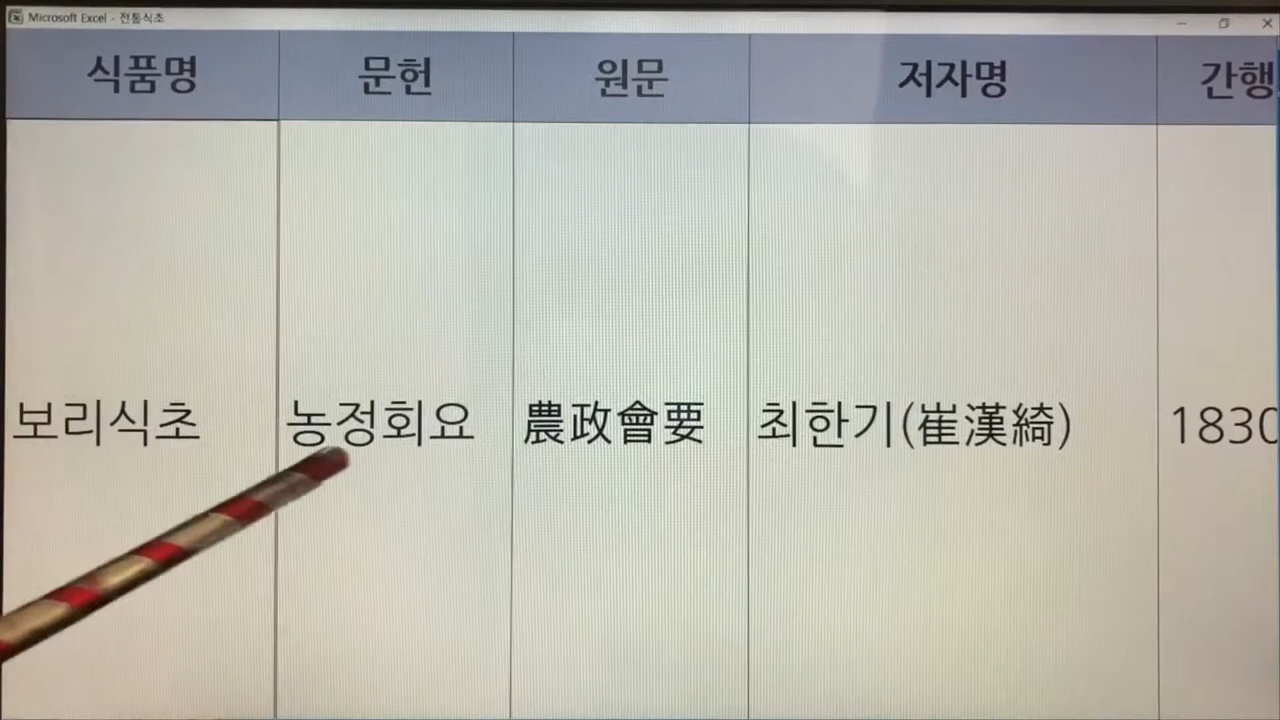 Microsoft Excel - 전통식초
식품명 문헌 원문 저자명 간행
보리식초 농정회요 農政會要 최한기(崔漢綺) 1830